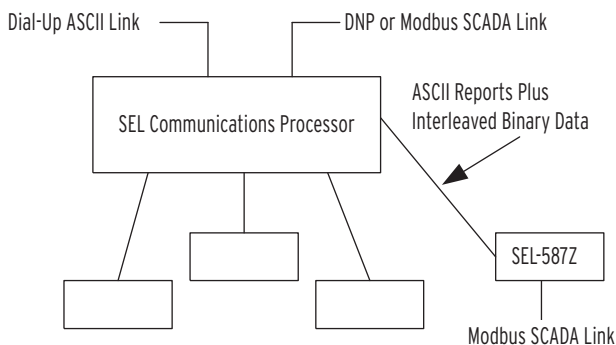 Dial-Up ASCII Link
DNP or Modbus SCADA Link
SEL Communications Processor
ASCII Reports Plus
Interleaved Binary Data
SEL-587Z
Modbus SCADA Link